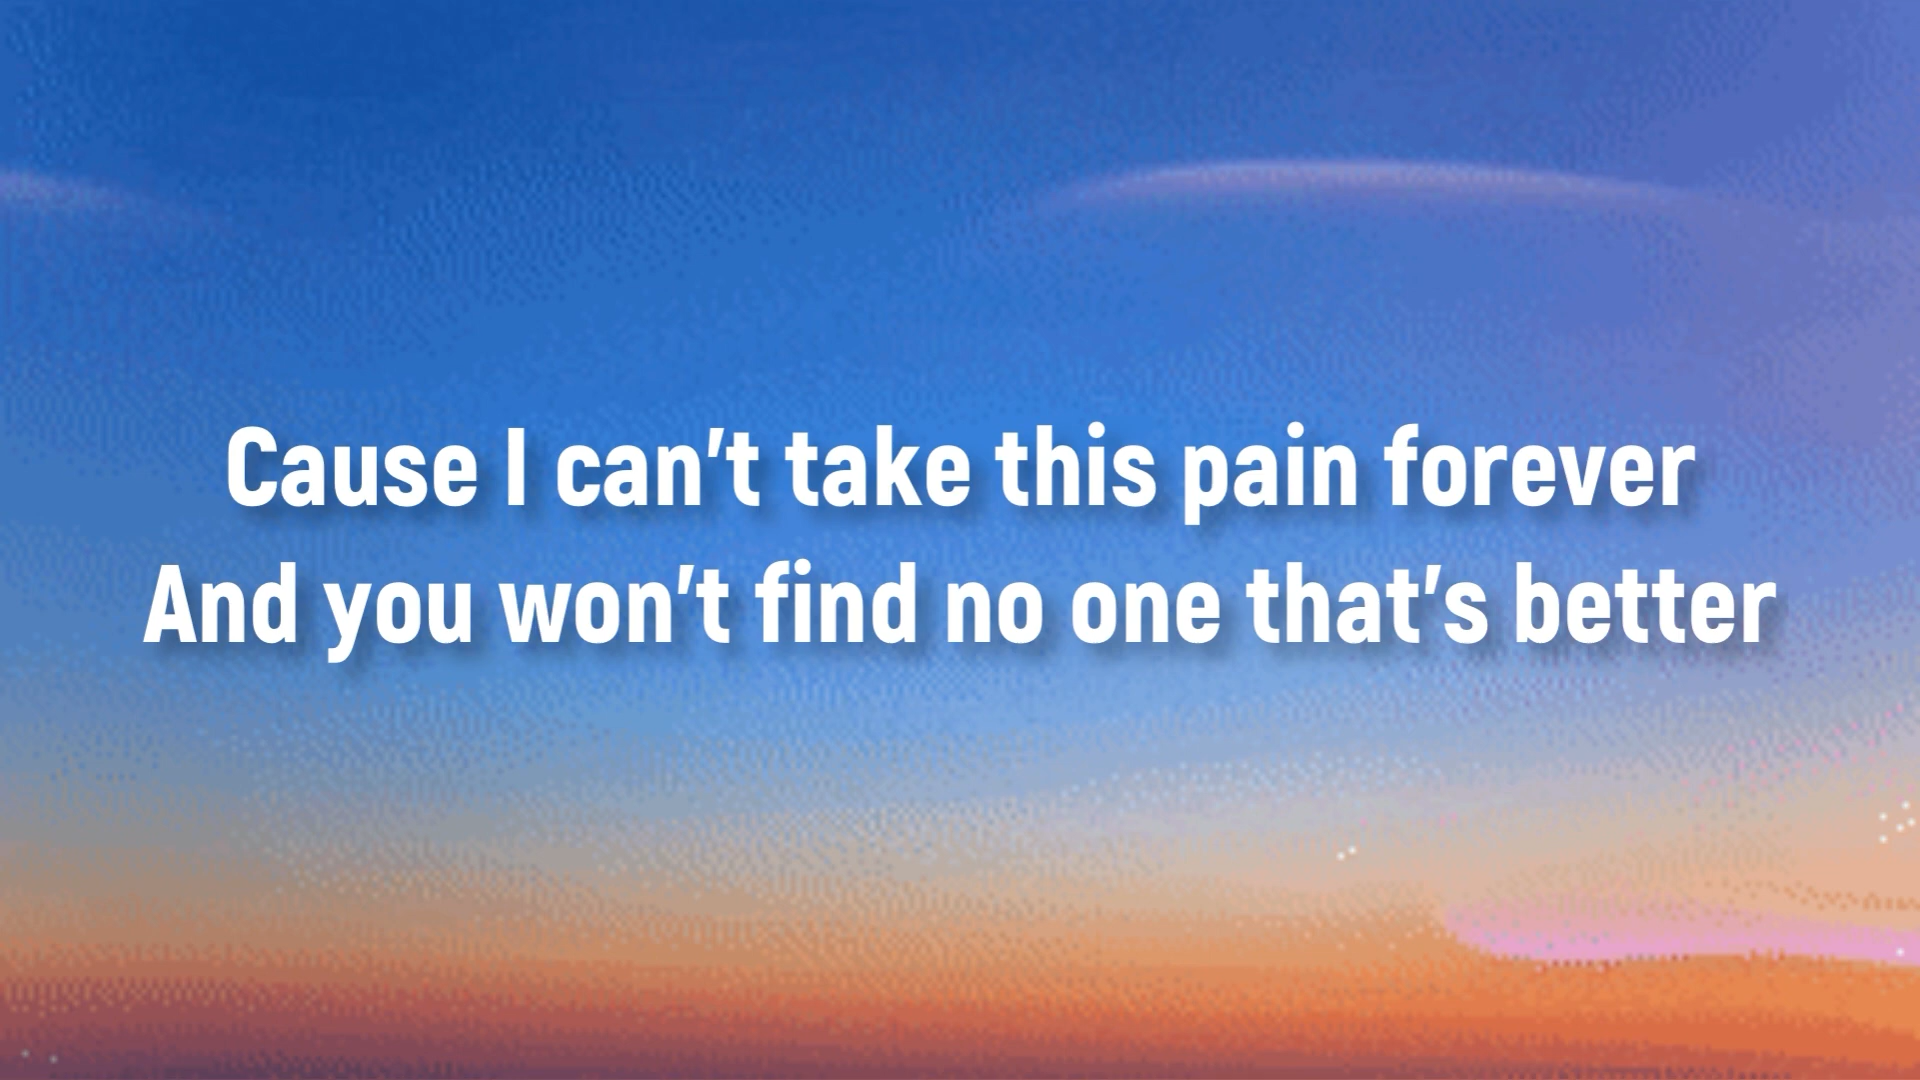 Cause I can't take this pain forever
And you won't find no one that's better